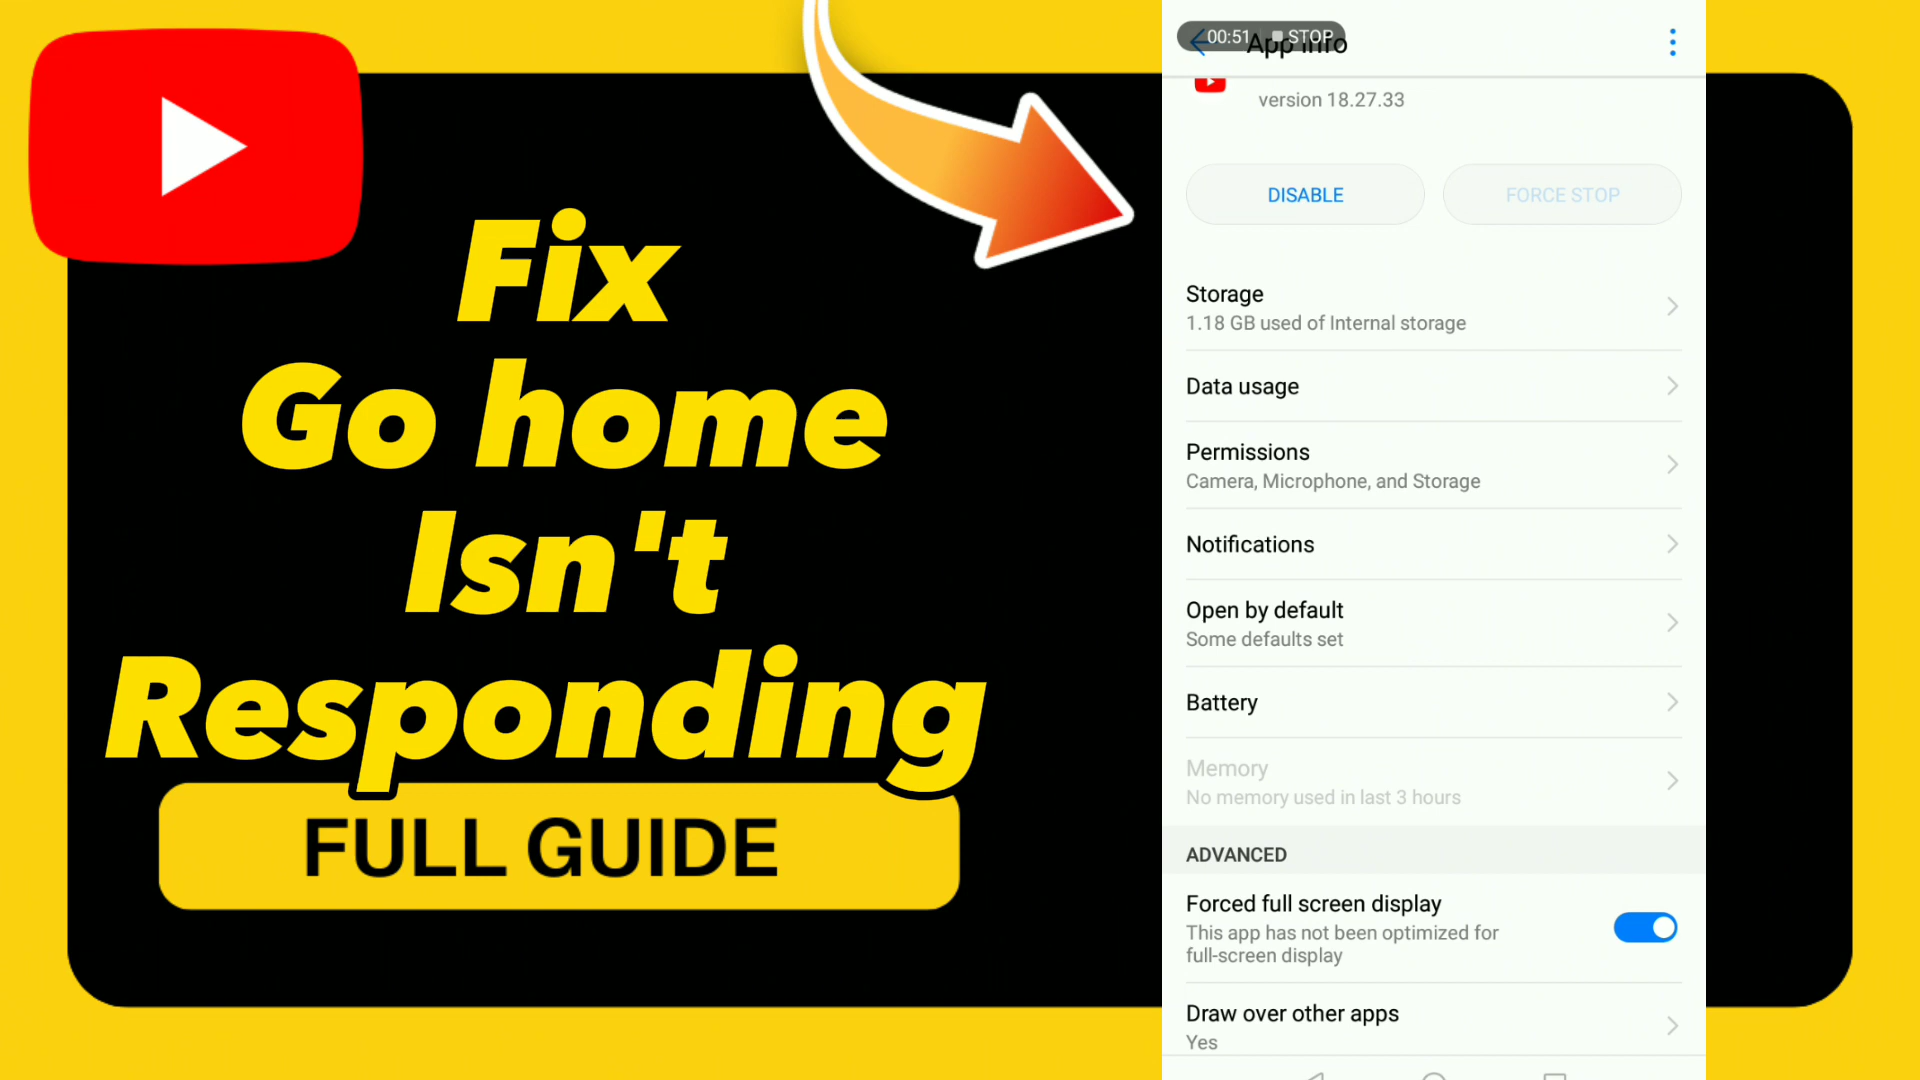 Fix
Go home
Isn't
Responding
FULL GUIDE
00:51 STOP
App info
version 18.27.33
DISABLE
FORCE STOP
Storage
1.18 GB used of Internal storage
Data usage
Permissions
Camera, Microphone, and Storage
Notifications
Open by default
Some defaults set
Battery
Memory
No memory used in last 3 hours
ADVANCED
Forced full screen display
This app has not been optimized for
full-screen display
Draw over other apps
Yes